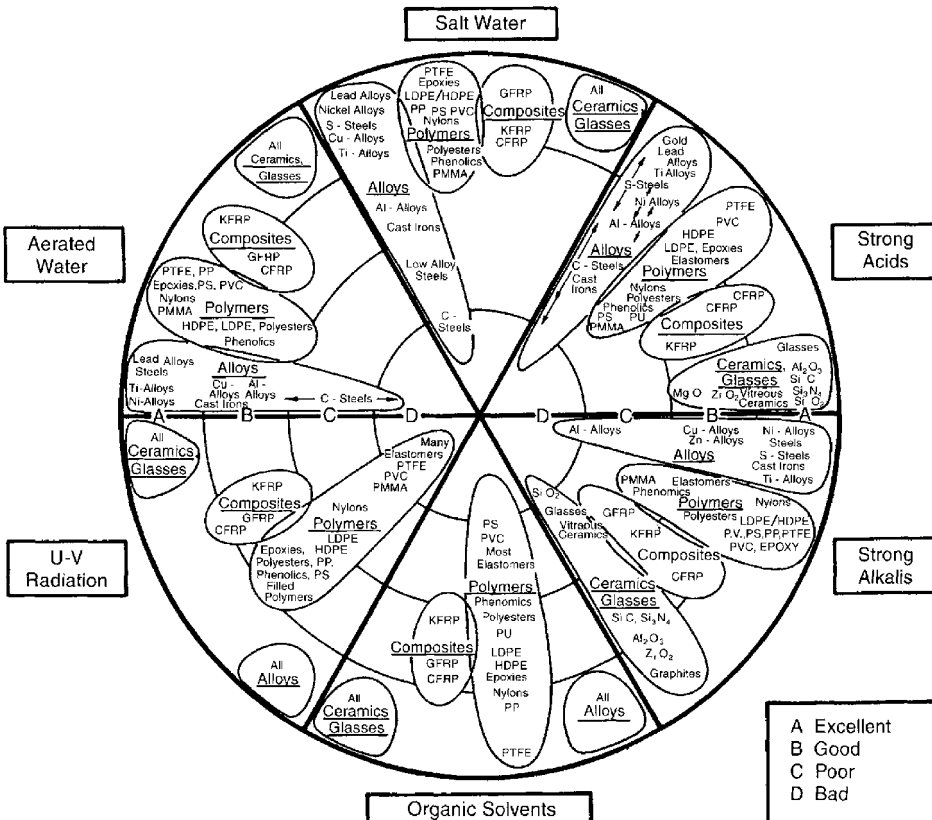 Salt Water
PTFE
Epoxies
LDPE/HDPE
PP PS PVC
Nylons
Polymers
Polyesters
Phenolics
PMMA
GFRP
Composites
KFRP
CFRP
All
Ceramics
Glasses
Lead Alloys
Nickel Alloys
S - Steels
Cu - Alloys
Ti - Alloys
Alloys
Al - Alloys
Cast Irons
Low Alloy
Steels
C -
Steels
Strong
Acids
Gold
Lead
Alloys
Ti Alloys
S-Steels
Ni Alloys
Al - Alloys
Alloys
C - Steels
Cast
Irons
PTFE
PVC
HDPE
LDPE, Epoxies
Elastomers
Polymers
Nylons
Polyesters
Phenolics
PS PU
PMMA
CFRP
CFRP
Composites
KFRP
Glasses
Ceramics, Al₂O₃
Glasses Si C
Mg O Zr O₂ Vitreous Si₃N₄
Ceramics Si O₂
Aerated
Water
All
Ceramics,
Glasses
KFRP
Composites
GFRP
CFRP
PTFE, PP
Epoxies, PS, PVC
Nylons Polymers
PMMA
HDPE, LDPE, Polyesters
Phenolics
Lead Alloys
Steels
Alloys
Ti-Alloys Cu - Al -
Ni-Alloys Alloys Alloys
Cast Irons
C - Steels
A B C D D C B A
U-V
Radiation
All
Ceramics
Glasses
KFRP
Composites
GFRP
CFRP
Many
Elastomers
PTFE
PVC
PMMA
Nylons
Polymers
LDPE
HDPE
Epoxies,
Polyesters, PP,
Phenolics, PS
Filled
Polymers
All
Alloys
Strong
Alkalis
Al - Alloys
Cu - Alloys
Zn - Alloys
Alloys
Ni - Alloys
Steels
S - Steels
Cast Irons
Ti - Alloys
PMMA Elastomers
Phenomics
Polymers Nylons
Polyesters
LDPE/HDPE
P.V.,PS,PP,PTFE
PVC, EPOXY
GFRP
KFRP
Composites
CFRP
Si O₂
Glasses
Vitraous
Ceramics
Ceramics
Glasses
Si C, Si₃N₄
Al₂O₃
Z, O₂
Graphites
Organic Solvents
PS
PVC
Most
Elastomers
Polymers
Phenomics
Polyesters
PU
LDPE
HDPE
Epoxies
Nylons
PP
PTFE
KFRP
Composites
GFRP
CFRP
All
Ceramics
Glasses
All
Alloys
A Excellent
B Good
C Poor
D Bad